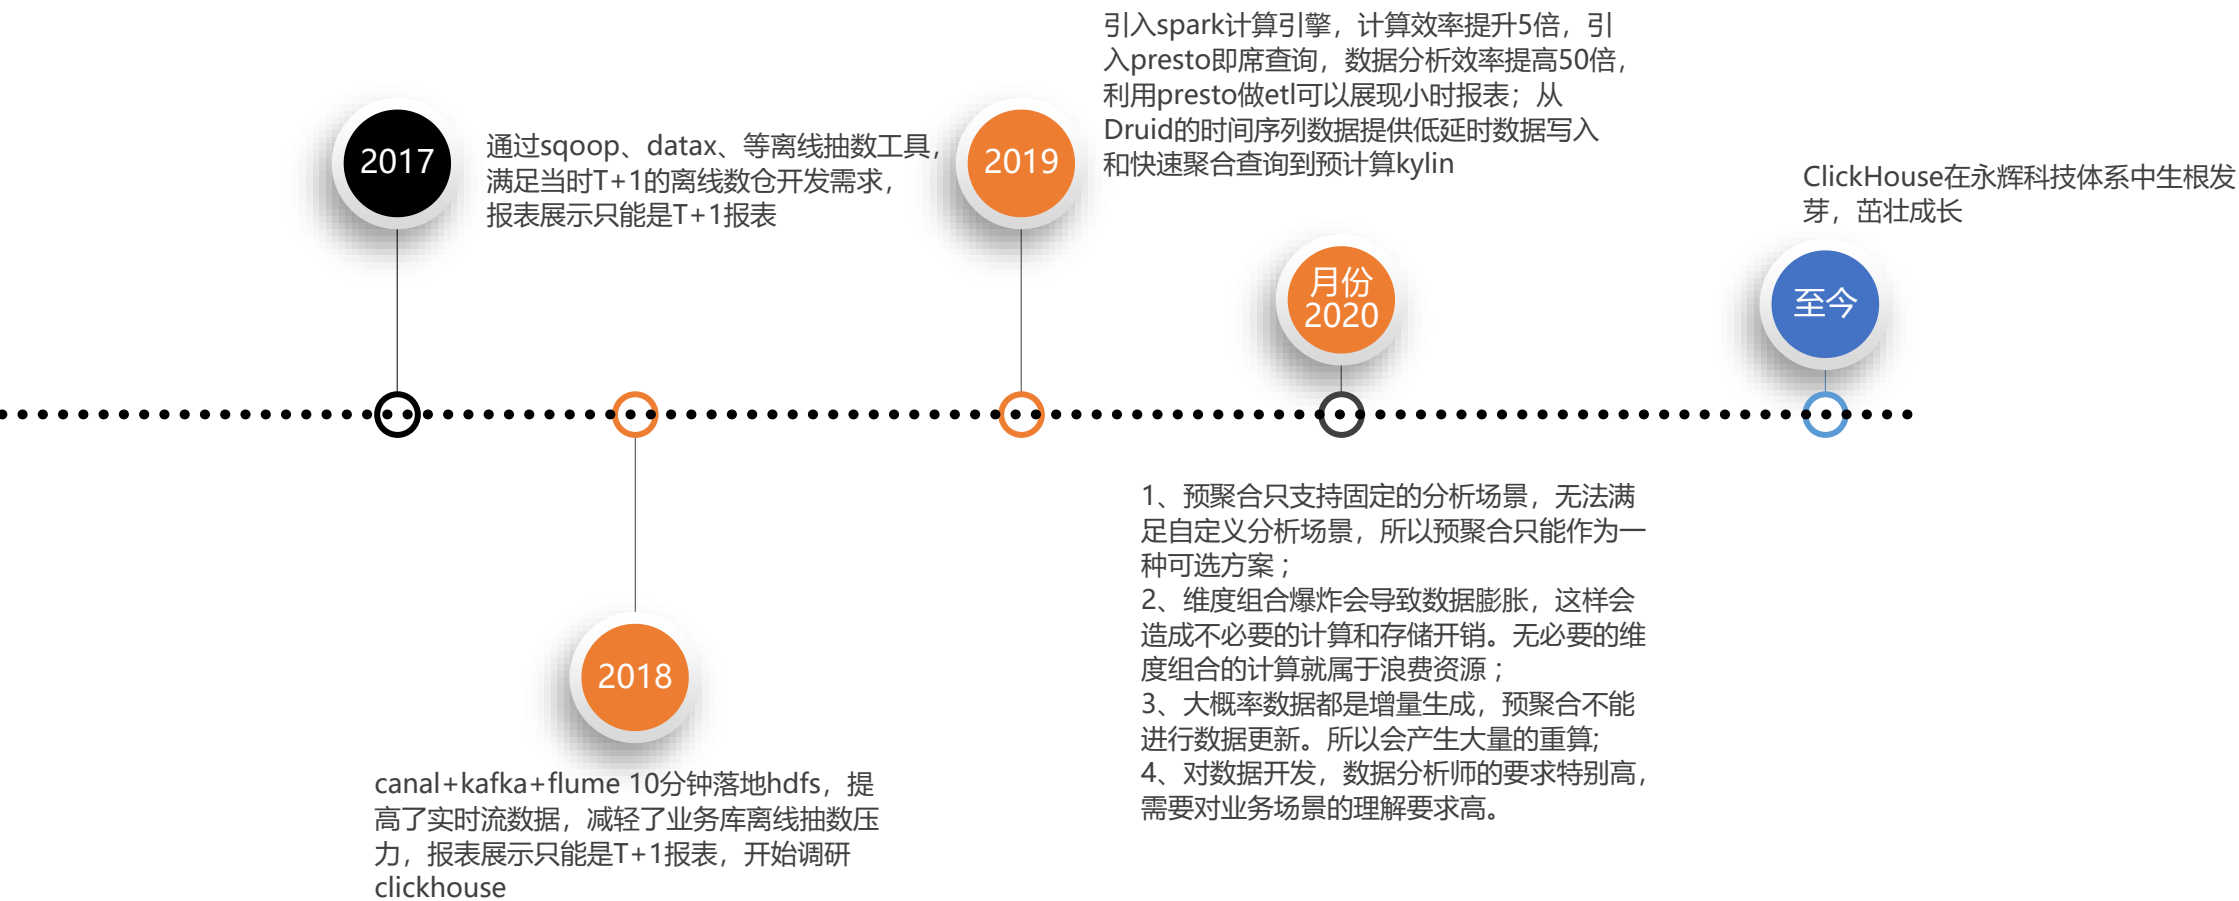 2017
通过sqoop、datax、等离线抽数工具，
满足当时T+1的离线数仓开发需求，
报表展示只能是T+1报表
2018
canal+kafka+flume 10分钟落地hdfs，提
高了实时流数据，减轻了业务库离线抽数压
力，报表展示只能是T+1报表，开始调研
clickhouse
2019
引入spark计算引擎，计算效率提升5倍，引
入presto即席查询，数据分析效率提高50倍，
利用presto做etl可以展现小时报表；从
Druid的时间序列数据提供低延时数据写入
和快速聚合查询到预计算kylin
月份
2020
1、预聚合只支持固定的分析场景，无法满
足自定义分析场景，所以预聚合只能作为一
种可选方案；
2、维度组合爆炸会导致数据膨胀，这样会
造成不必要的计算和存储开销。无必要的维
度组合的计算就属于浪费资源；
3、大概率数据都是增量生成，预聚合不能
进行数据更新。所以会产生大量的重算;
4、对数据开发，数据分析师的要求特别高，
需要对业务场景的理解要求高。
至今
ClickHouse在永辉科技体系中生根发
芽，茁壮成长